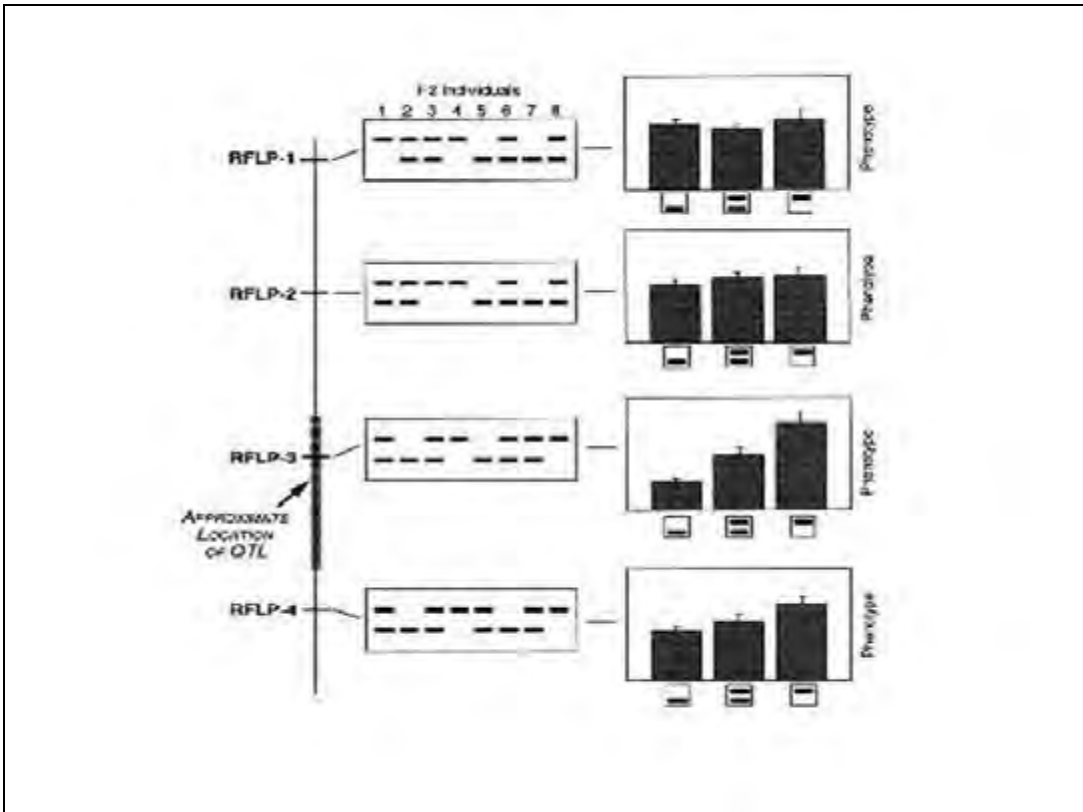 F2 Individuals
1 2 3 4 5 6 7 8
RFLP-1
Phenotype
RFLP-2
Phenotype
RFLP-3
Phenotype
APPROXIMATE
LOCATION
OF QTL
RFLP-4
Phenotype